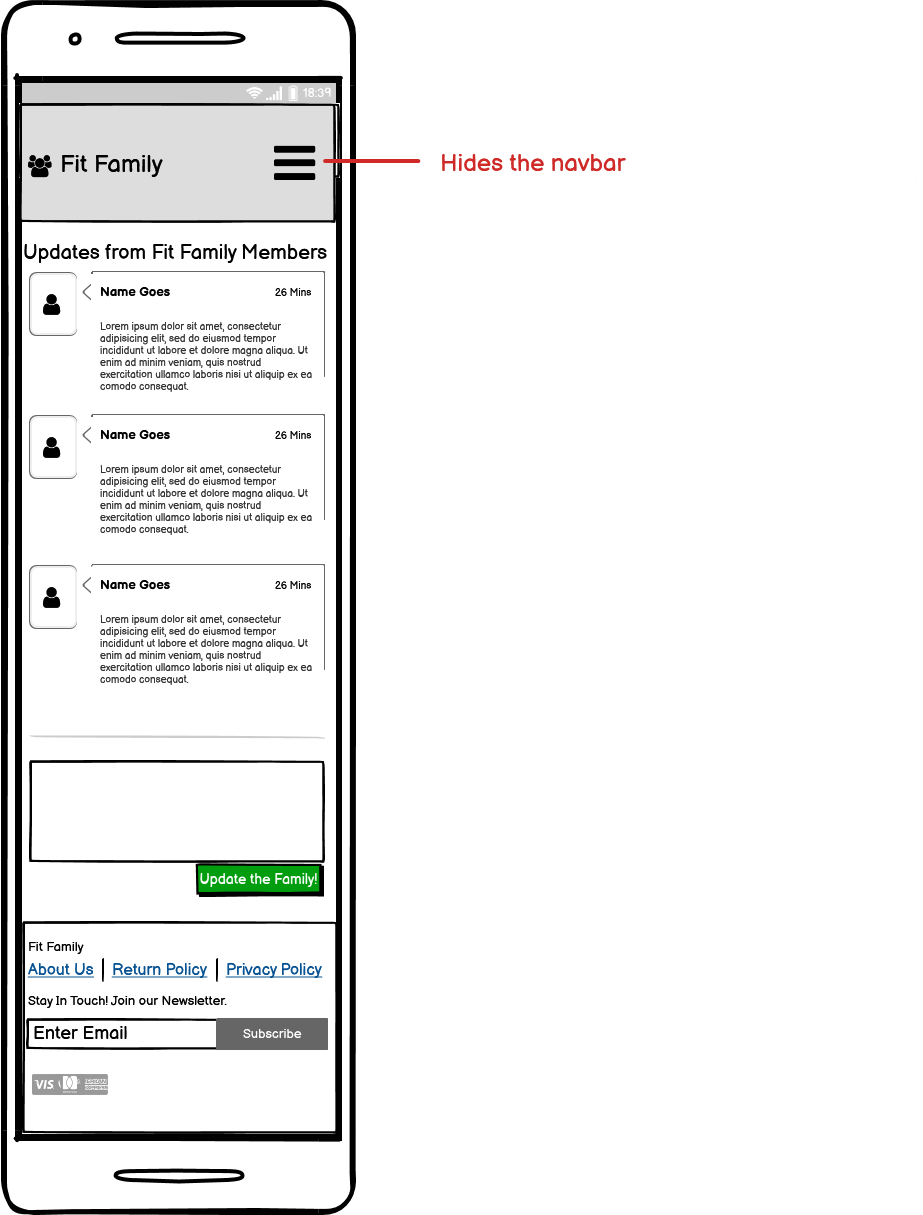 18:39
Fit Family
Hides the navbar
Updates from Fit Family Members
Name Goes 26 Mins
Lorem ipsum dolor sit amet, consectetur
adipisicing elit, sed do eiusmod tempor
incididunt ut labore et dolore magna aliqua. Ut
enim ad minim veniam, quis nostrud
exercitation ullamco laboris nisi ut aliquip ex ea
comodo consequat.
Name Goes 26 Mins
Lorem ipsum dolor sit amet, consectetur
adipisicing elit, sed do eiusmod tempor
incididunt ut labore et dolore magna aliqua. Ut
enim ad minim veniam, quis nostrud
exercitation ullamco laboris nisi ut aliquip ex ea
comodo consequat.
Name Goes 26 Mins
Lorem ipsum dolor sit amet, consectetur
adipisicing elit, sed do eiusmod tempor
incididunt ut labore et dolore magna aliqua. Ut
enim ad minim veniam, quis nostrud
exercitation ullamco laboris nisi ut aliquip ex ea
comodo consequat.
Update the Family!
Fit Family
About Us | Return Policy | Privacy Policy
Stay In Touch! Join our Newsletter.
Enter Email Subscribe
VIS